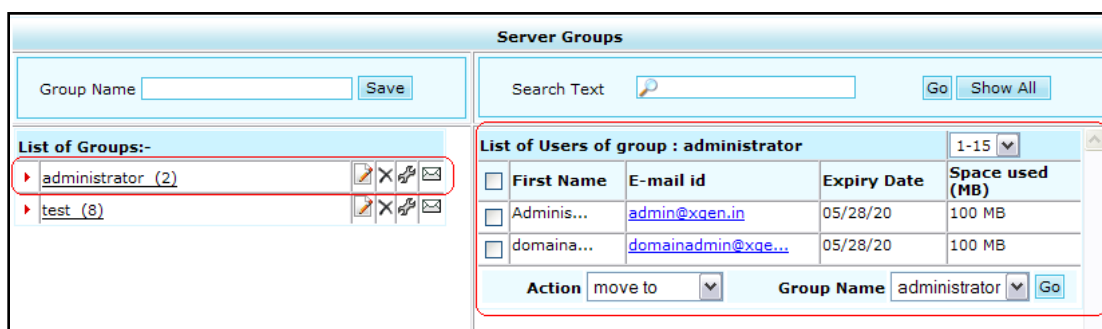 Server Groups
Group Name Save
Search Text Go Show All
List of Groups:-
administrator (2)
test (8)
List of Users of group : administrator 1-15
First Name E-mail id Expiry Date Space used (MB)
Adminis... admin@xgen.in 05/28/20 100 MB
domaina... domainadmin@xge... 05/28/20 100 MB
Action move to Group Name administrator Go